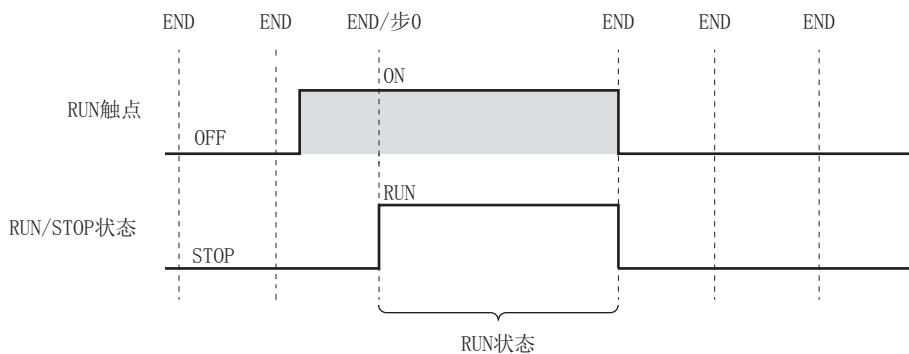 END END END/步0 END END END
ON
RUN触点
OFF
RUN
RUN/STOP状态
STOP
RUN状态